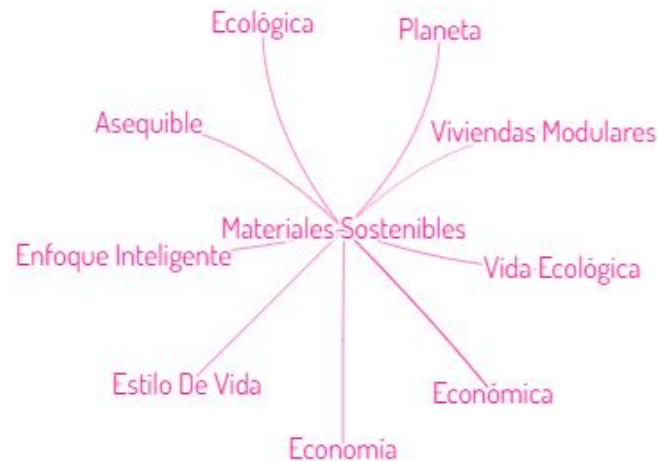 Ecológica
Planeta
Asequible
Viviendas Modulares
Materiales Sostenibles
Enfoque Inteligente
Vida Ecológica
Estilo De Vida
Económica
Economía